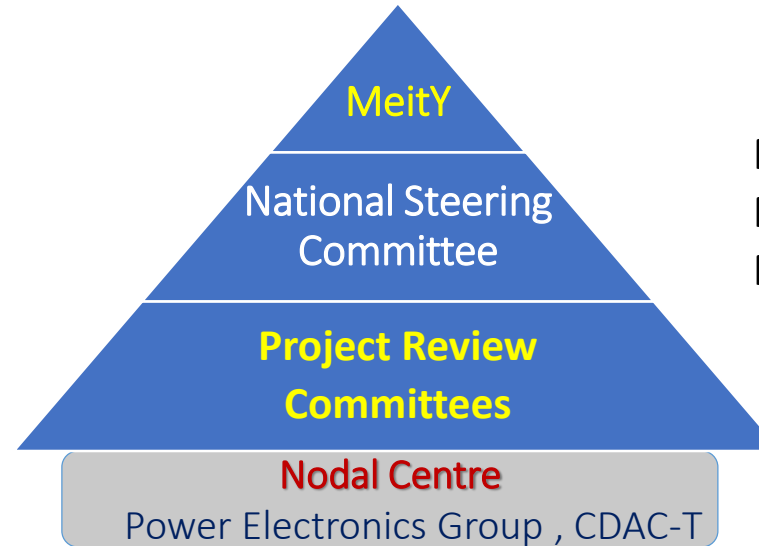 MeitY
National Steering
Committee
Project Review
Committees
Nodal Centre
Power Electronics Group , CDAC-T